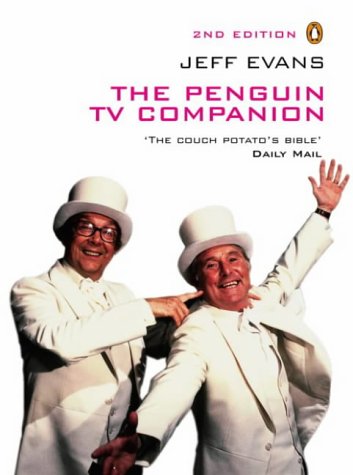 2ND EDITION
JEFF EVANS
THE PENGUIN
TV COMPANION
‘THE COUCH POTATO’S BIBLE’
DAILY MAIL